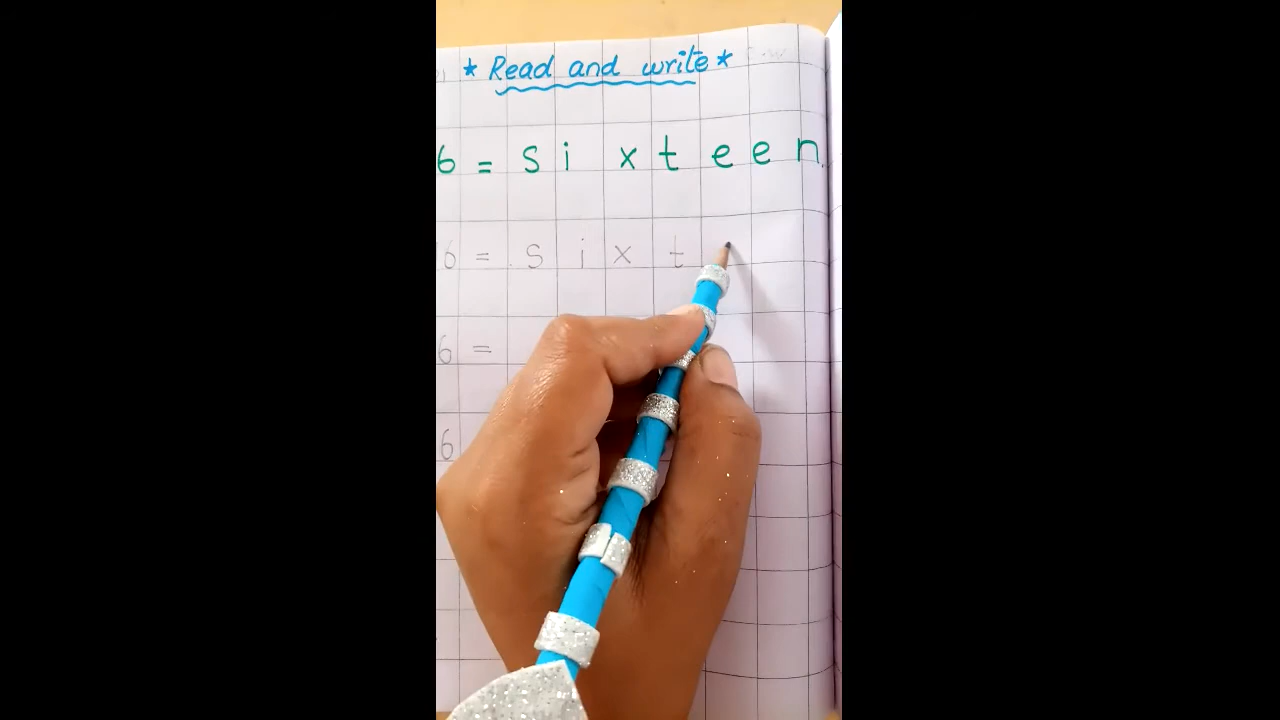 * Read and write *
6 = s i x t e e n
6 = s i x t
6 =
6